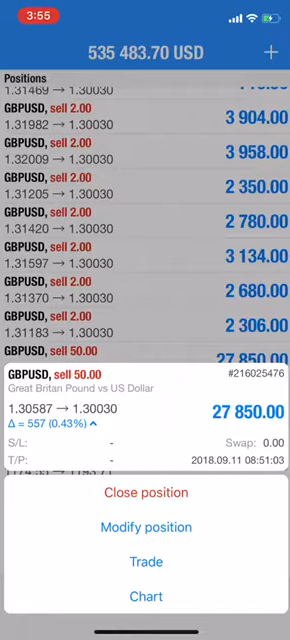 3:55
535 483.70 USD
+
Positions
1.31469 → 1.30030
GBPUSD, sell 2.00
1.31982 → 1.30030
3 904.00
GBPUSD, sell 2.00
1.32009 → 1.30030
3 958.00
GBPUSD, sell 2.00
1.31205 → 1.30030
2 350.00
GBPUSD, sell 2.00
1.31420 → 1.30030
2 780.00
GBPUSD, sell 2.00
1.31597 → 1.30030
3 134.00
GBPUSD, sell 2.00
1.31370 → 1.30030
2 680.00
GBPUSD, sell 2.00
1.31183 → 1.30030
2 306.00
GBPUSD, sell 50.00
27 850.00
GBPUSD, sell 50.00 #216025476
Great Britan Pound vs US Dollar
1.30587 → 1.30030
27 850.00
Δ = 557 (0.43%)
S/L: - Swap: 0.00
T/P: - 2018.09.11 08:51:03
Close position
Modify position
Trade
Chart